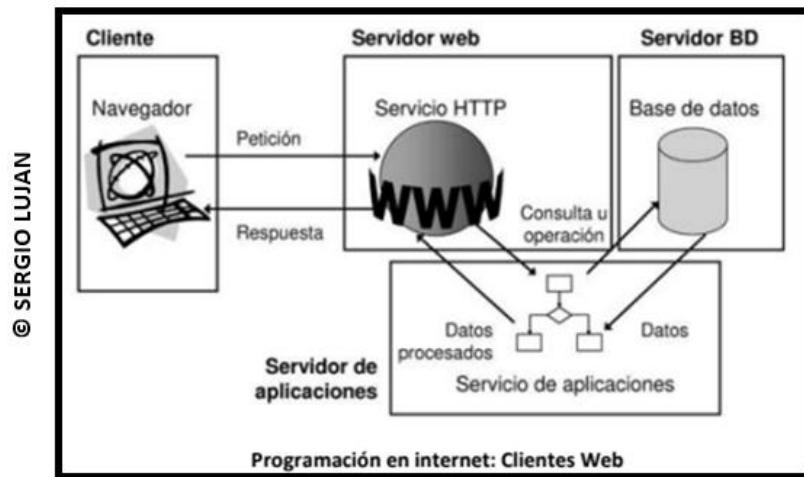 © SERGIO LUJAN
Cliente
Servidor web
Servidor BD
Navegador
Servicio HTTP
Base de datos
Petición
WWW
Respuesta
Consulta u
operación
Datos
procesados
Datos
Servidor de
aplicaciones
Servicio de aplicaciones
Programación en internet: Clientes Web